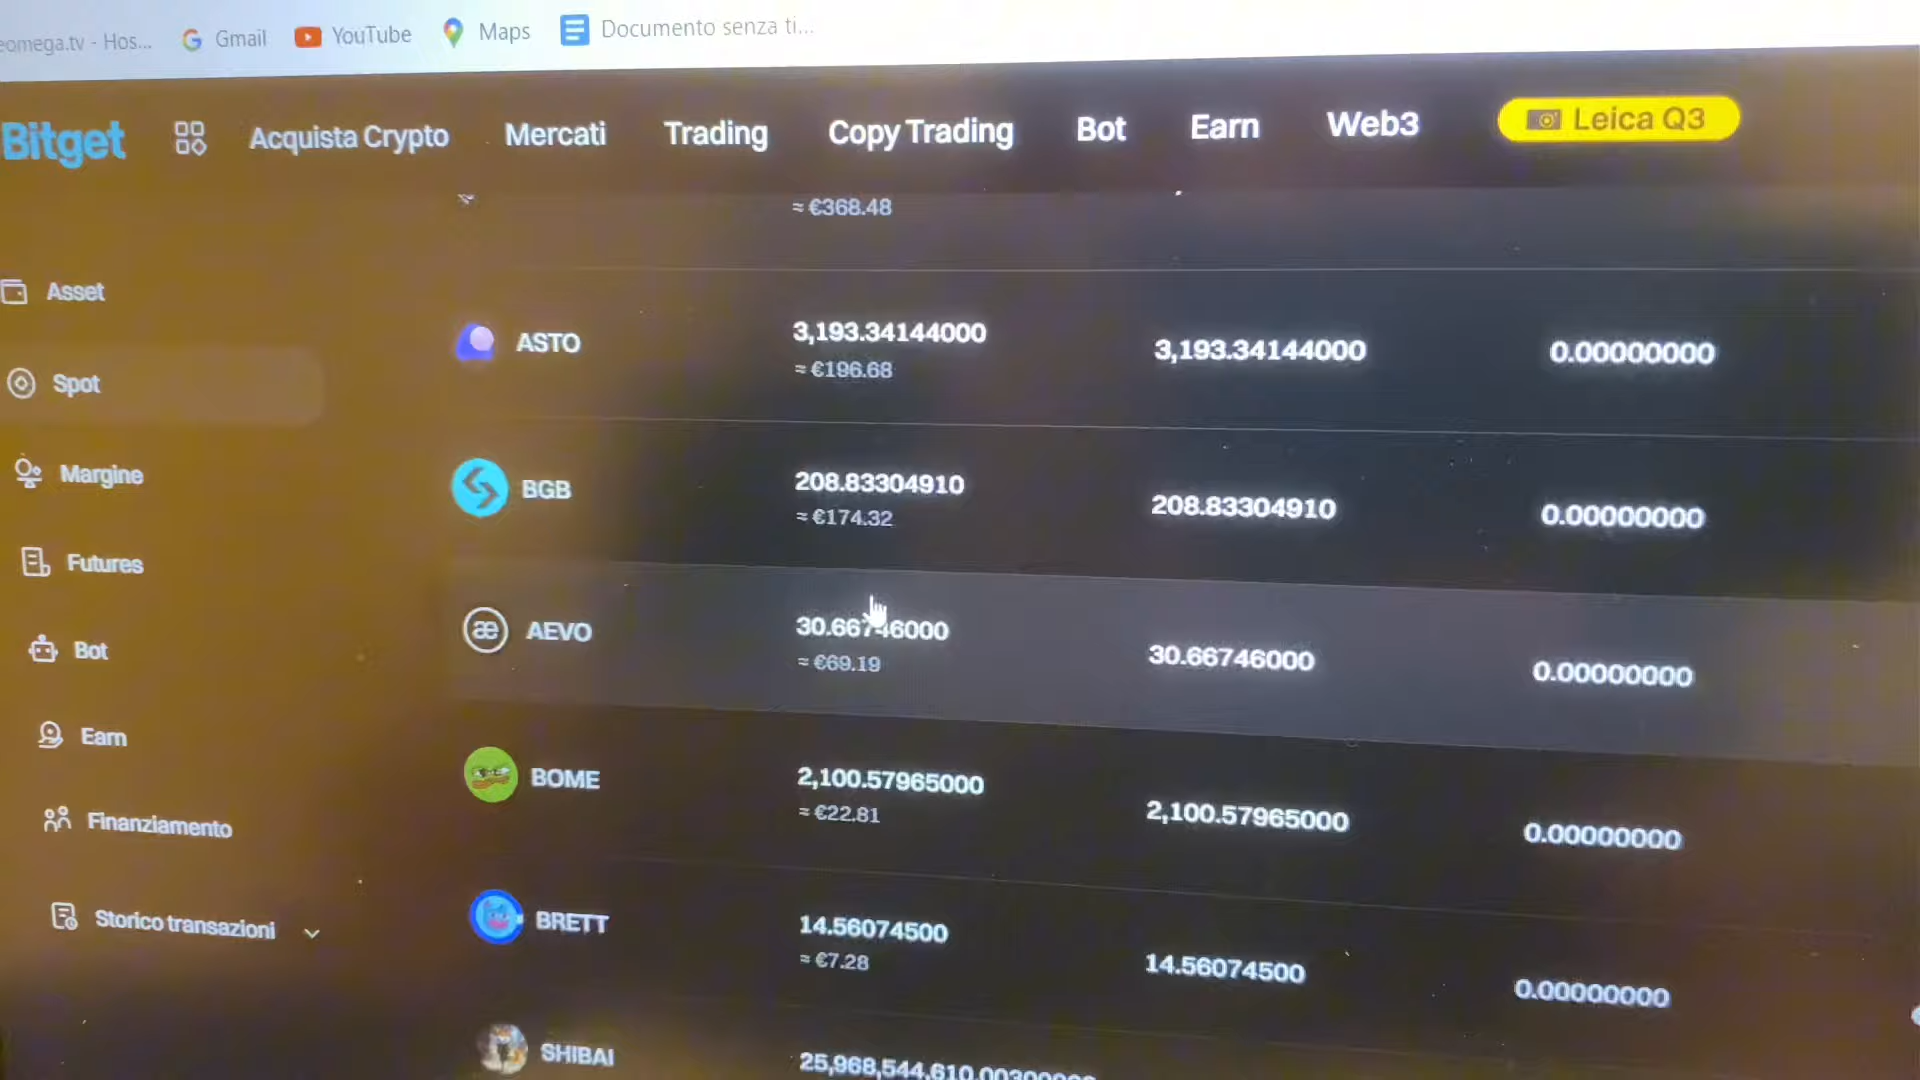 eomega.tv - Hos... Gmail YouTube Maps Documento senza ti...
Bitget Acquista Crypto Mercati Trading Copy Trading Bot Earn Web3 Leica Q3
≈ €368.48
Asset
Spot
Margine
Futures
Bot
Earn
Finanziamento
Storico transazioni
ASTO 3,193.34144000 3,193.34144000 0.00000000
≈ €196.68
BGB 208.83304910 208.83304910 0.00000000
≈ €174.32
AEVO 30.66746000 30.66746000 0.00000000
≈ €69.19
BOME 2,100.57965000 2,100.57965000 0.00000000
≈ €22.81
BRETT 14.56074500 14.56074500 0.00000000
≈ €7.28
SHIBAI